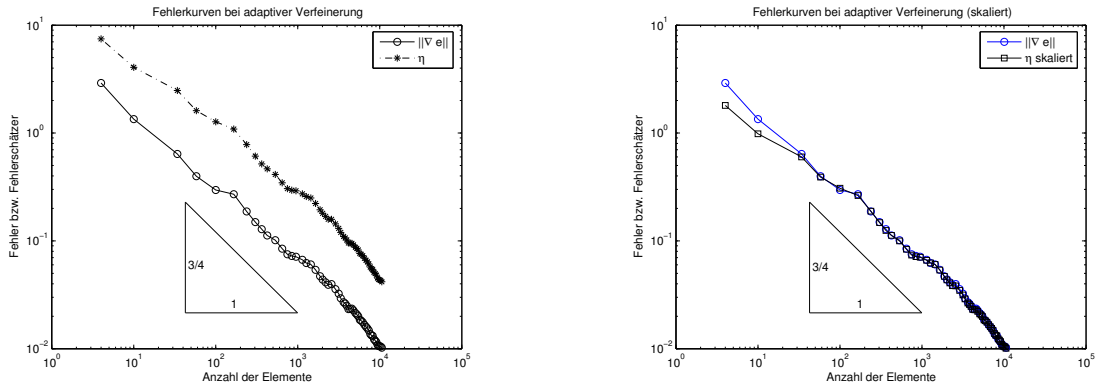 Fehlerkurven bei adaptiver Verfeinerung
||∇ e||
η
Fehler bzw. Fehlerschätzer
10^1
10^0
10^-1
10^-2
3/4
1
10^0 10^1 10^2 10^3 10^4 10^5
Anzahl der Elemente
Fehlerkurven bei adaptiver Verfeinerung (skaliert)
||∇ e||
η skaliert
Fehler bzw. Fehlerschätzer
10^1
10^0
10^-1
10^-2
3/4
1
10^0 10^1 10^2 10^3 10^4 10^5
Anzahl der Elemente